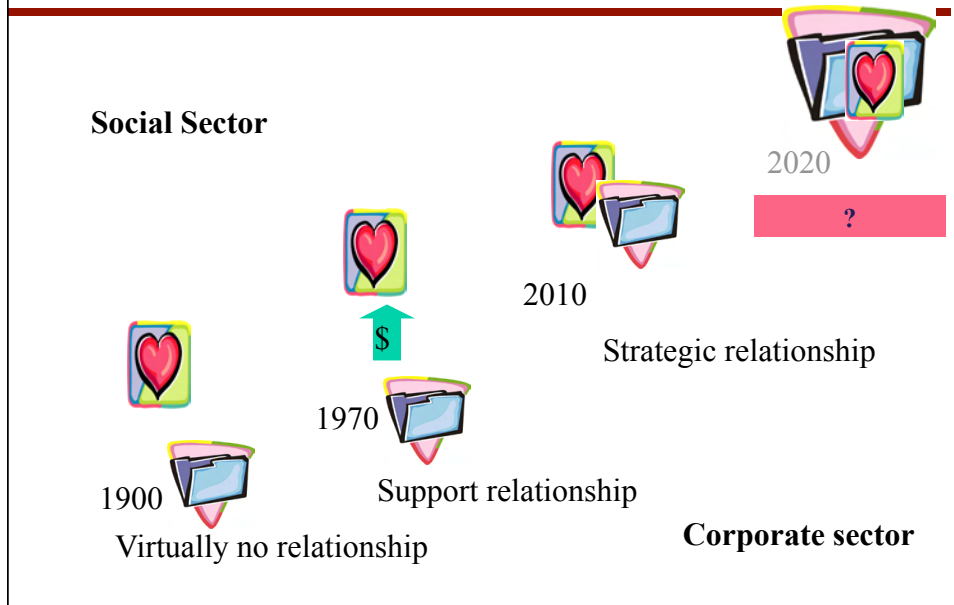 Social Sector
2020
?
2010
$
Strategic relationship
1970
Support relationship
1900
Virtually no relationship
Corporate sector